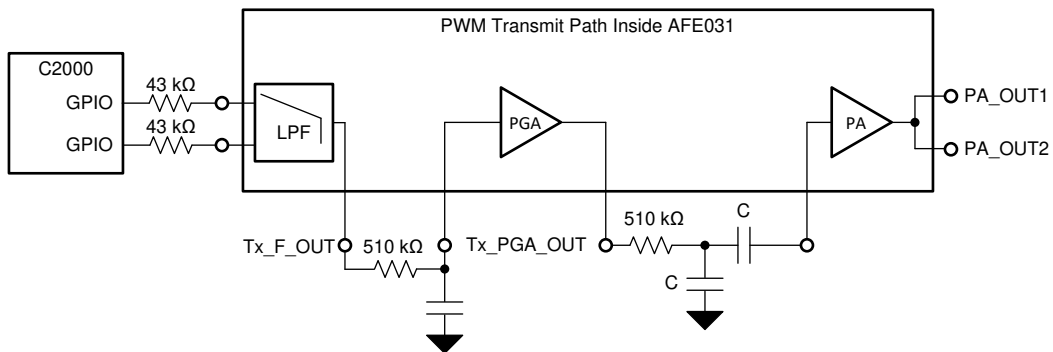 PWM Transmit Path Inside AFE031
C2000
43 kΩ
GPIO
43 kΩ
GPIO
LPF
PGA
PA
PA_OUT1
PA_OUT2
Tx_F_OUT
510 kΩ
Tx_PGA_OUT
510 kΩ
C
C